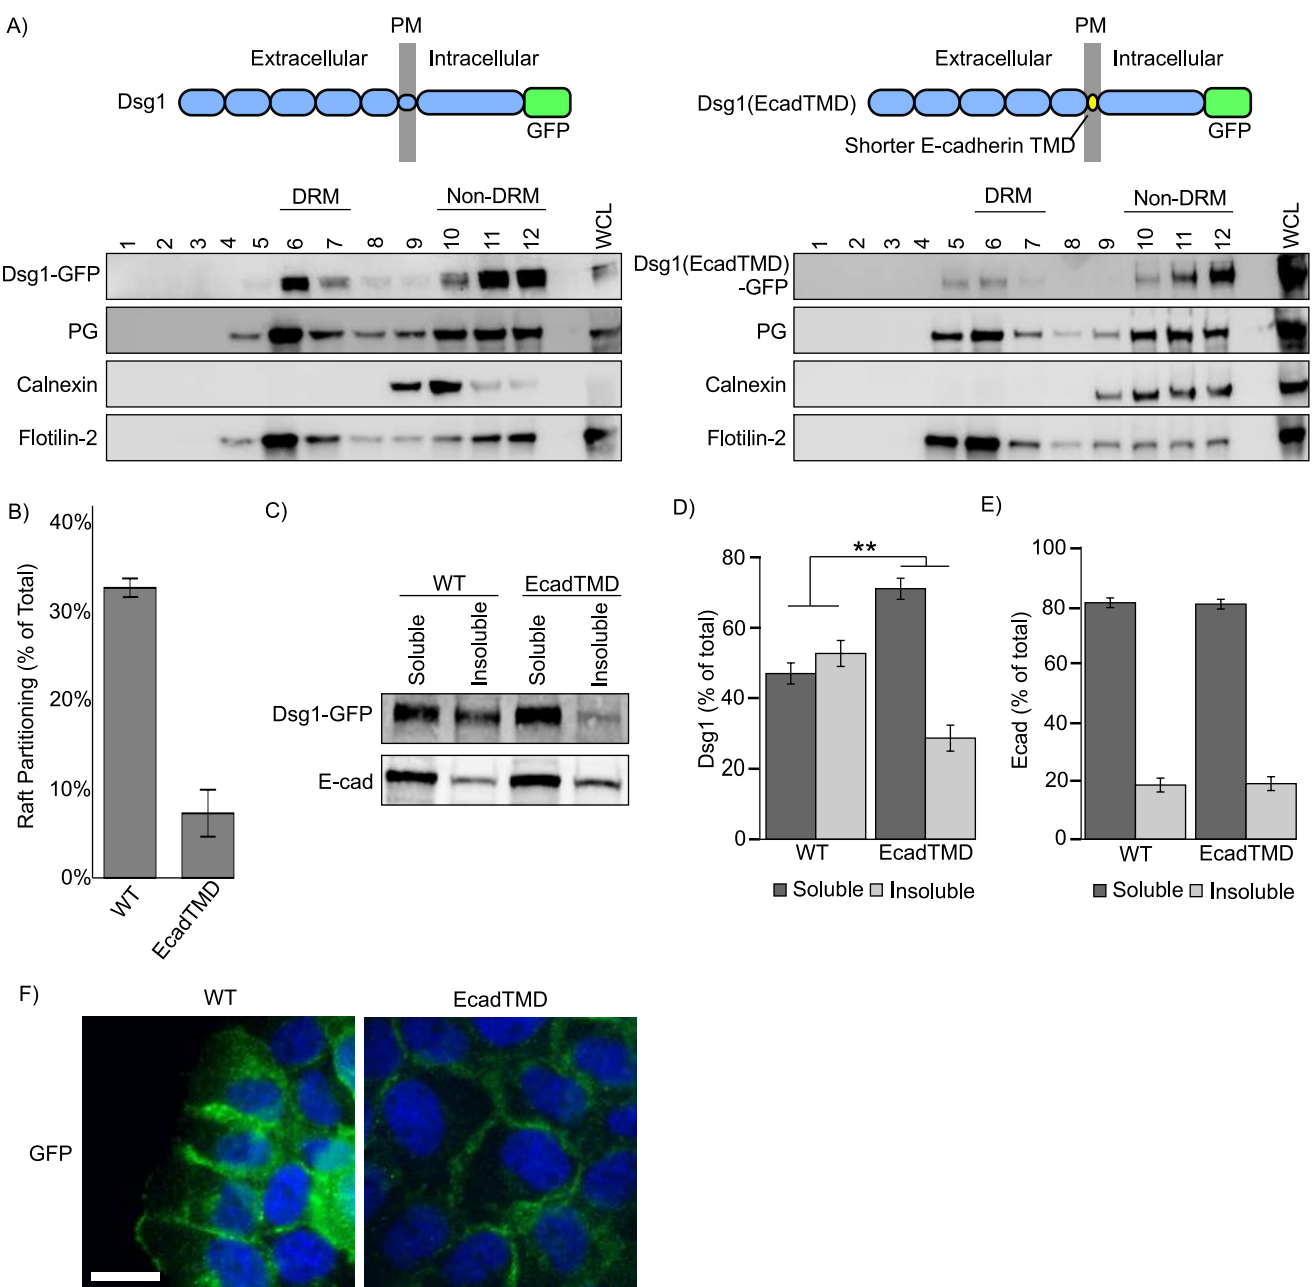 A)
PM
Extracellular
Intracellular
Dsg1
GFP
PM
Extracellular
Intracellular
Dsg1(EcadTMD)
GFP
Shorter E-cadherin TMD
DRM
Non-DRM
1 2 3 4 5 6 7 8 9 10 11 12 WCL
Dsg1-GFP
PG
Calnexin
Flotilin-2
DRM
Non-DRM
1 2 3 4 5 6 7 8 9 10 11 12 WCL
Dsg1(EcadTMD)
-GFP
PG
Calnexin
Flotilin-2
B)
Raft Partitioning (% of Total)
40%
30%
20%
10%
0%
WT
EcadTMD
C)
WT
EcadTMD
Soluble
Insoluble
Soluble
Insoluble
Dsg1-GFP
E-cad
D)
Dsg1 (% of total)
80
60
40
20
0
**
WT
EcadTMD
Soluble
Insoluble
E)
Ecad (% of total)
100
80
60
40
20
0
WT
EcadTMD
Soluble
Insoluble
F)
WT
EcadTMD
GFP